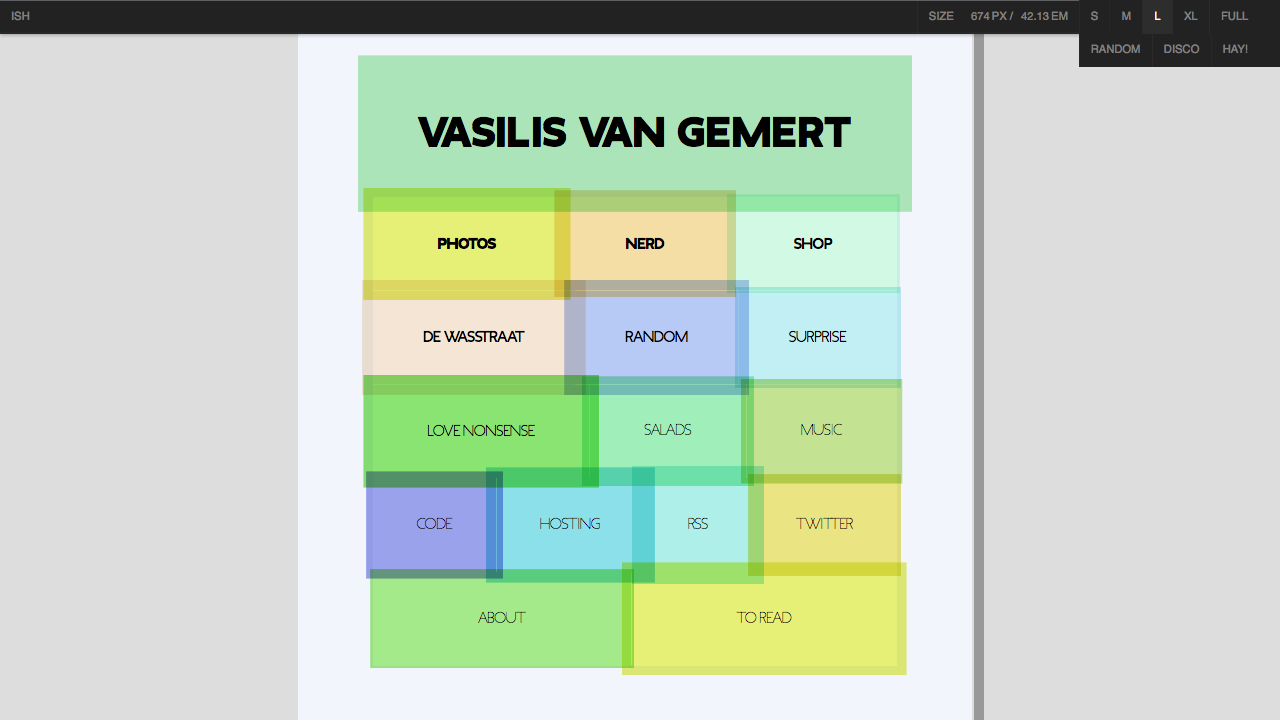 ISH SIZE 674 PX / 42.13 EM S M L XL FULL
RANDOM DISCO HAY!
VASILIS VAN GEMERT
PHOTOS NERD SHOP
DE WASSTRAAT RANDOM SURPRISE
LOVE NONSENSE SALADS MUSIC
CODE HOSTING RSS TWITTER
ABOUT TO READ